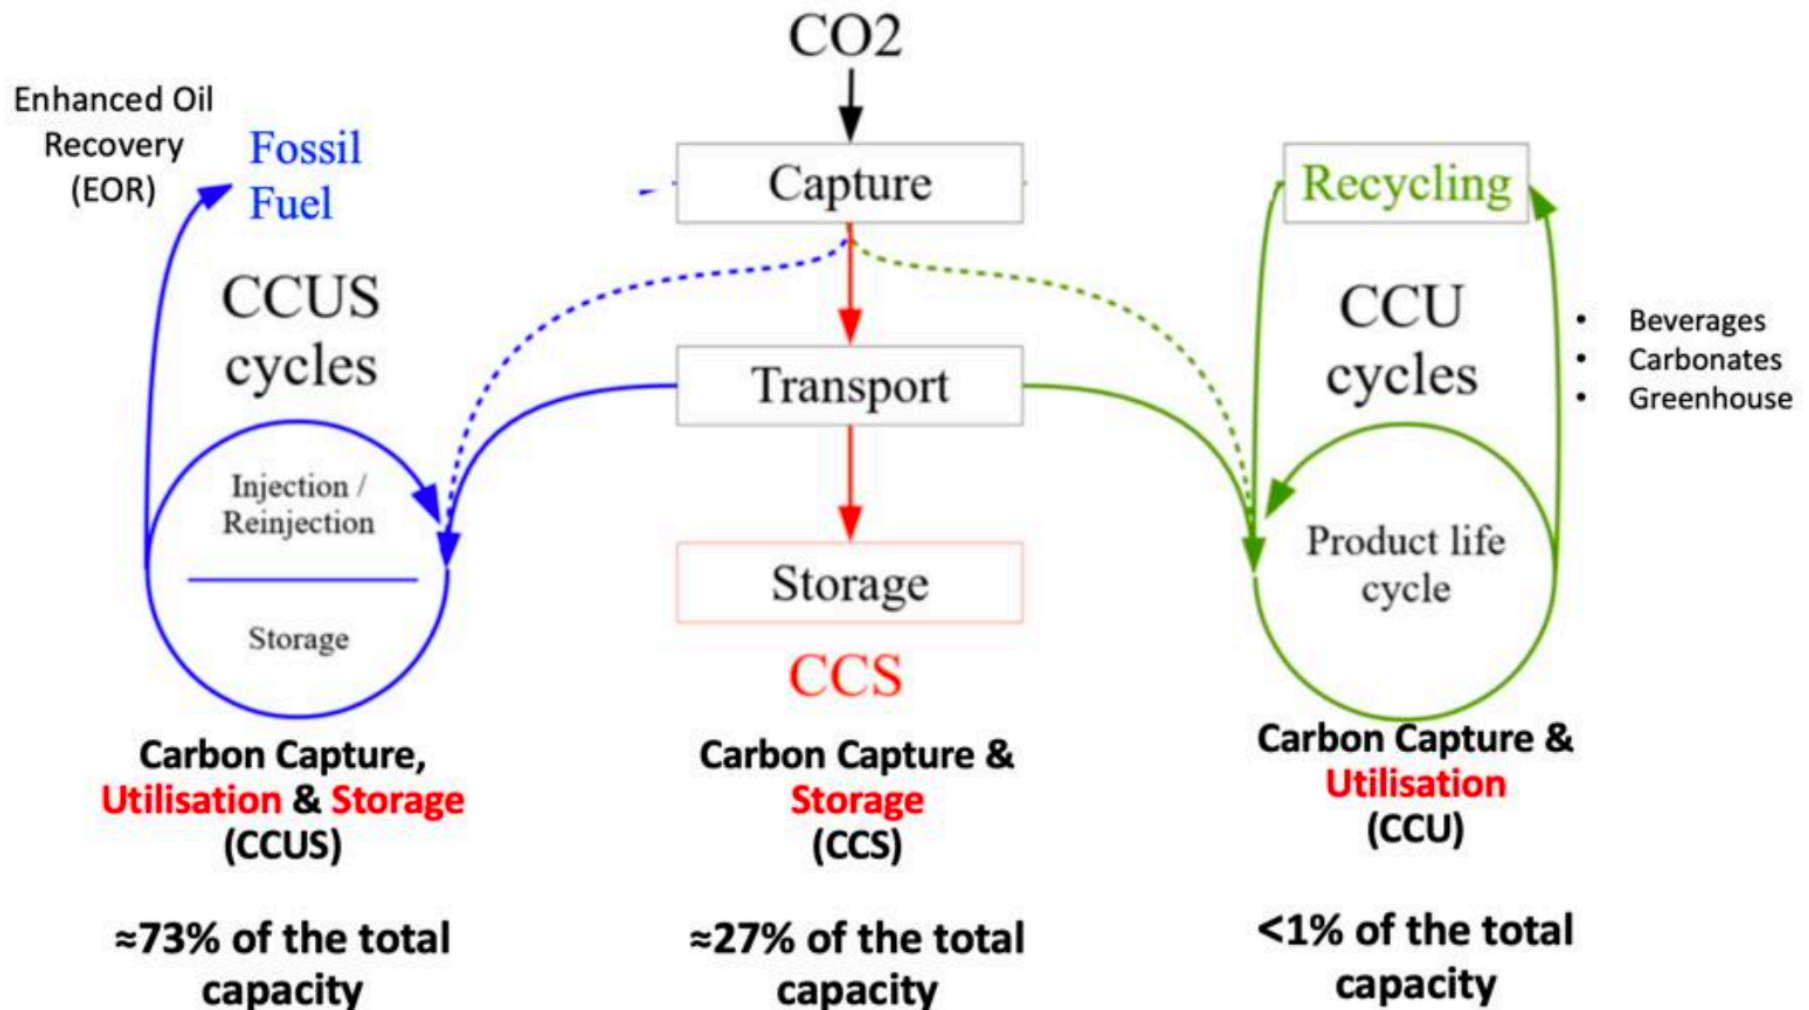 CO2
Enhanced Oil
Recovery
(EOR)
Fossil
Fuel
Capture
Recycling
CCUS
cycles
CCU
cycles
• Beverages
• Carbonates
• Greenhouse
Transport
Injection /
Reinjection
Storage
Storage
Product life
cycle
CCS
Carbon Capture,
Utilisation & Storage
(CCUS)
Carbon Capture &
Storage
(CCS)
Carbon Capture &
Utilisation
(CCU)
≈73% of the total
capacity
≈27% of the total
capacity
<1% of the total
capacity